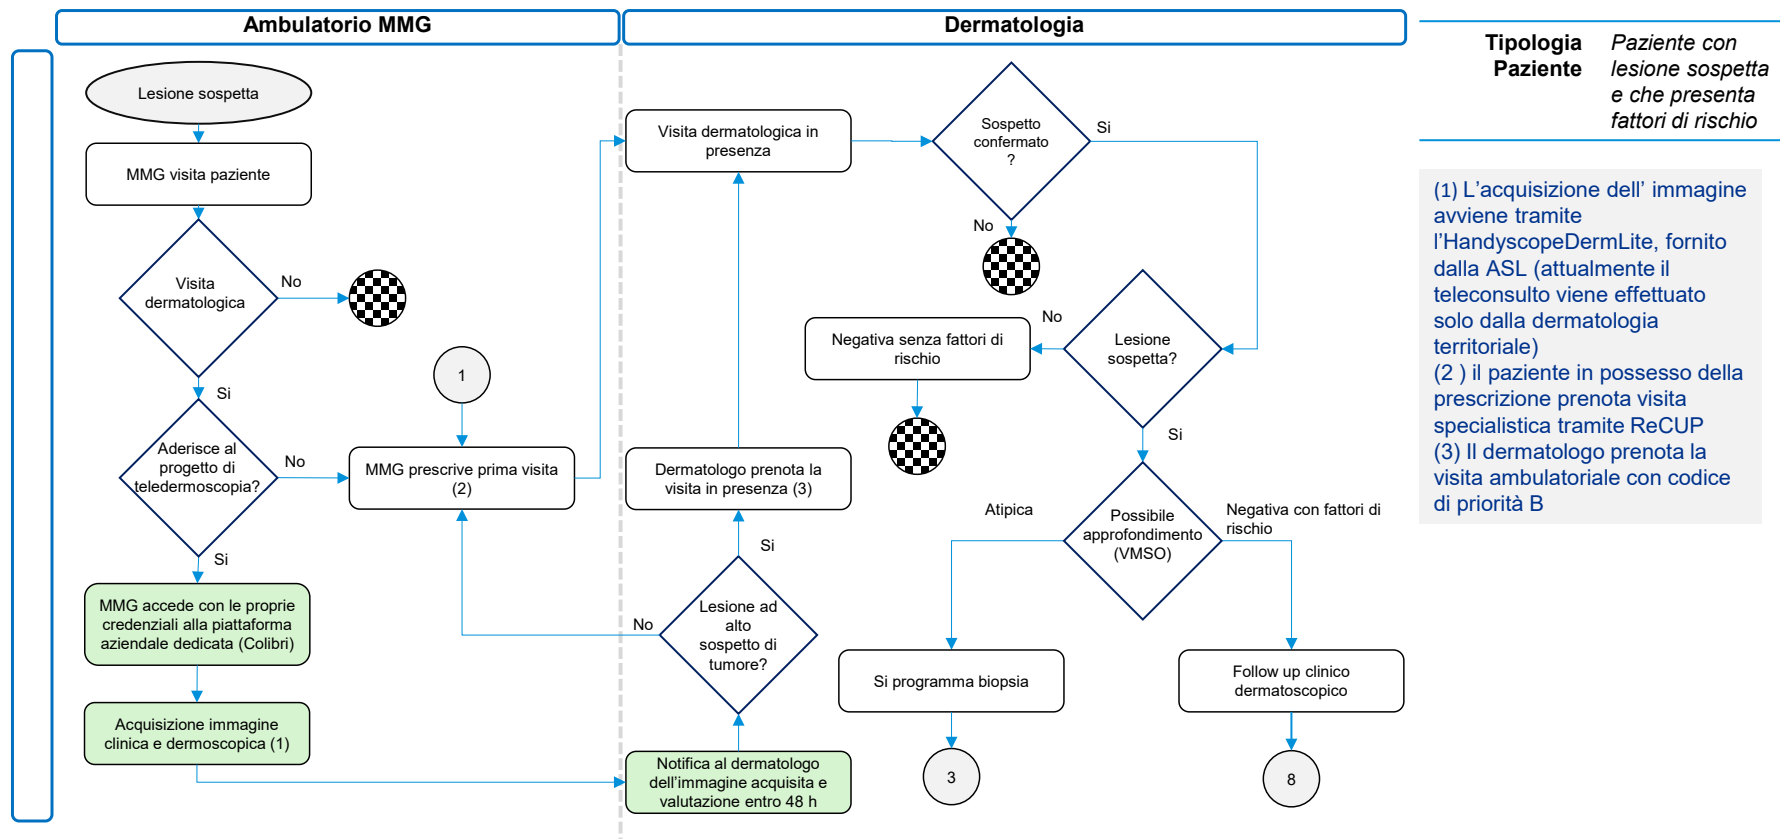 Ambulatorio MMG
Dermatologia
Tipologia
Paziente
Paziente con
lesione sospetta
e che presenta
fattori di rischio
Lesione sospetta
MMG visita paziente
Visita
dermatologica
No
Si
1
Aderisce al
progetto di
teledermoscopia?
No
Si
MMG prescrive prima visita
(2)
MMG accede con le proprie
credenziali alla piattaforma
aziendale dedicata (Colibri)
Acquisizione immagine
clinica e dermoscopica (1)
Visita dermatologica in
presenza
Sospetto
confermato
?
Si
No
Negativa senza fattori di
rischio
No
Lesione
sospetta?
Si
Dermatologo prenota la
visita in presenza (3)
Si
Lesione ad
alto
sospetto di
tumore?
No
Notifica al dermatologo
dell'immagine acquisita e
valutazione entro 48 h
Atipica
Possibile
approfondimento
(VMSO)
Negativa con fattori di
rischio
Si programma biopsia
Follow up clinico
dermatoscopico
3
8
(1) L'acquisizione dell' immagine
avviene tramite
l'HandyscopeDermLite, fornito
dalla ASL (attualmente il
teleconsulto viene effettuato
solo dalla dermatologia
territoriale)
(2 ) il paziente in possesso della
prescrizione prenota visita
specialistica tramite ReCUP
(3) Il dermatologo prenota la
visita ambulatoriale con codice
di priorità B